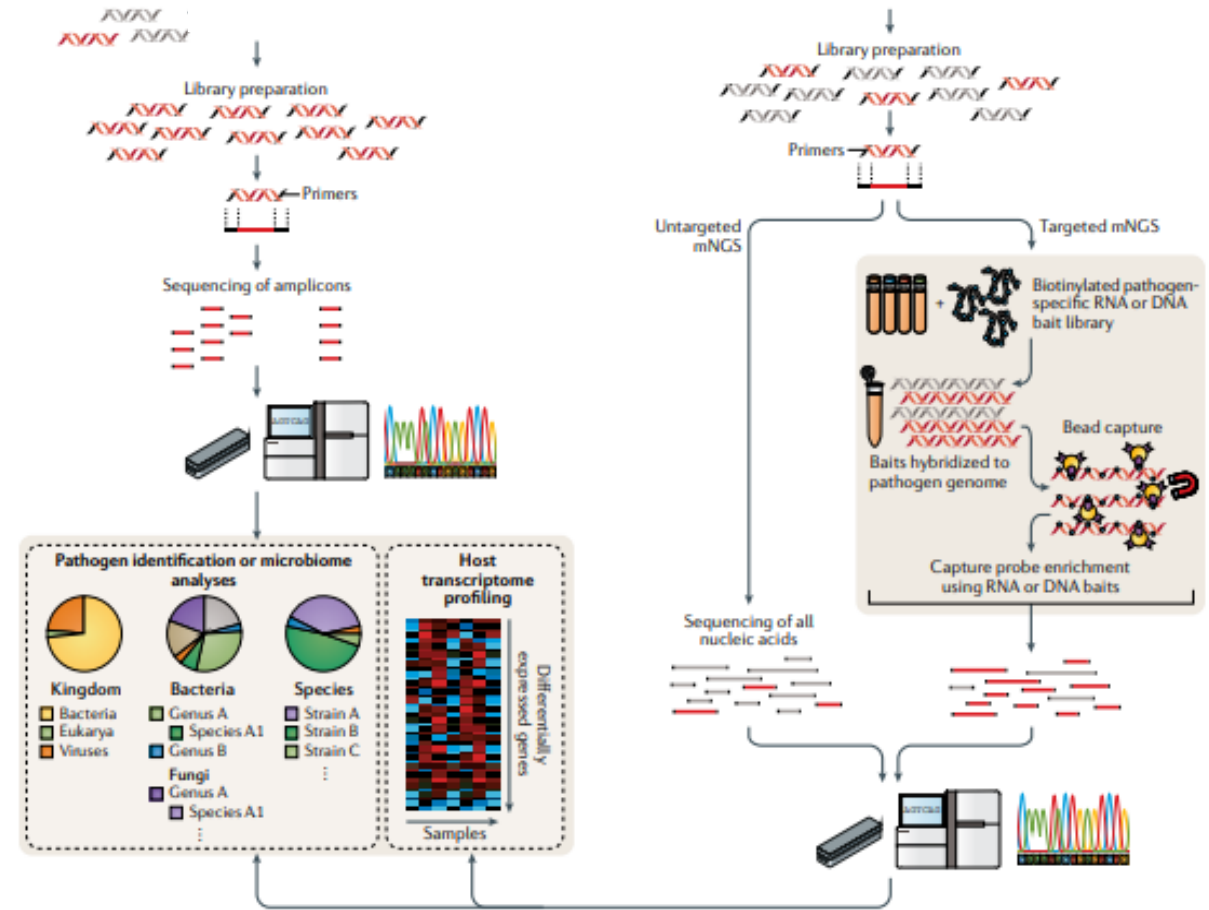 Library preparation
Primers
Sequencing of amplicons
Pathogen identification or microbiome
analyses
Kingdom
Bacteria
Eukarya
Viruses
Bacteria
Genus A
Species A1
Genus B
Fungi
Genus A
Species A1
⋮
Species
Strain A
Strain B
Strain C
⋮
Host
transcriptome
profiling
Differentially
expressed genes
Samples
Library preparation
Primers
Untargeted
mNGS
Targeted mNGS
+
Biotinylated pathogen-
specific RNA or DNA
bait library
Baits hybridized to
pathogen genome
Bead capture
Capture probe enrichment
using RNA or DNA baits
Sequencing of all
nucleic acids